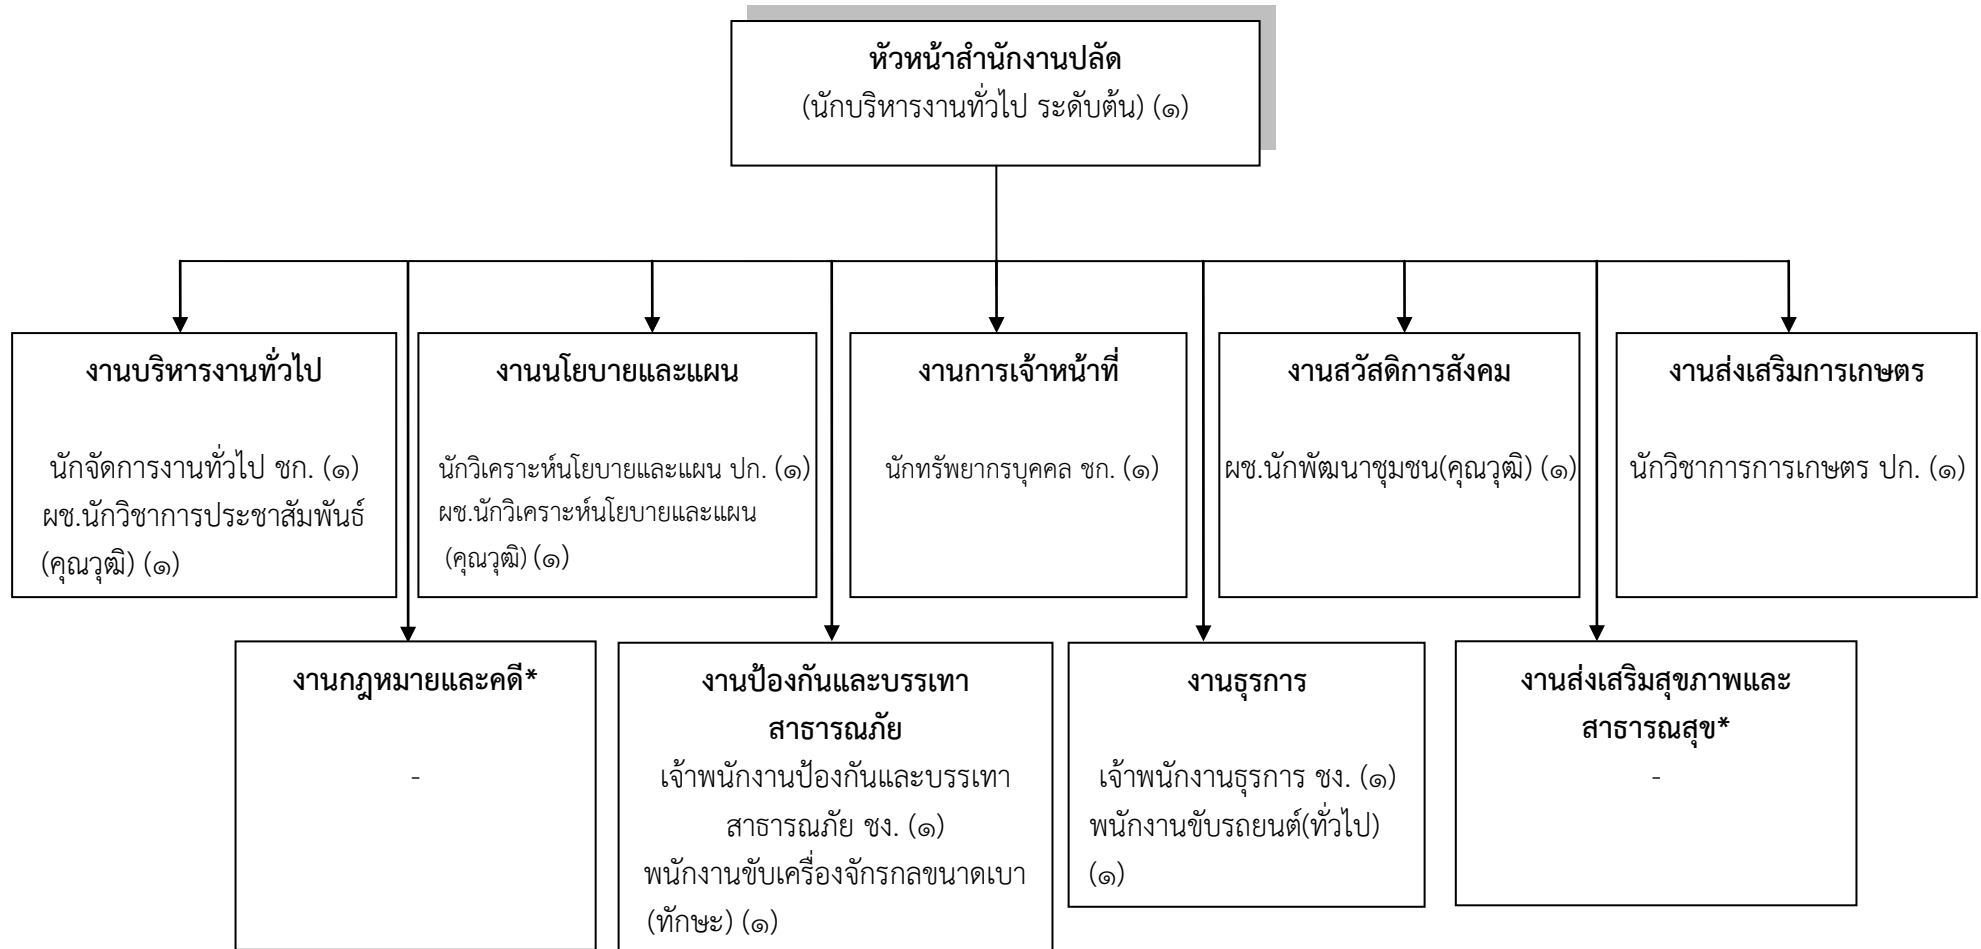 หัวหน้าสำนักงานปลัด
(นักบริหารงานทั่วไป ระดับต้น) (๑)
งานบริหารงานทั่วไป
นักจัดการงานทั่วไป ชก. (๑)
ผช.นักวิชาการประชาสัมพันธ์
(คุณวุฒิ) (๑)
งานนโยบายและแผน
นักวิเคราะห์นโยบายและแผน ปก. (๑)
ผช.นักวิเคราะห์นโยบายและแผน
(คุณวุฒิ) (๑)
งานการเจ้าหน้าที่
นักทรัพยากรบุคคล ชก. (๑)
งานสวัสดิการสังคม
ผช.นักพัฒนาชุมชน(คุณวุฒิ) (๑)
งานส่งเสริมการเกษตร
นักวิชาการการเกษตร ปก. (๑)
งานกฎหมายและคดี*
-
งานป้องกันและบรรเทา
สาธารณภัย
เจ้าพนักงานป้องกันและบรรเทา
สาธารณภัย ชง. (๑)
พนักงานขับเครื่องจักรกลขนาดเบา
(ทักษะ) (๑)
งานธุรการ
เจ้าพนักงานธุรการ ชง. (๑)
พนักงานขับรถยนต์(ทั่วไป)
(๑)
งานส่งเสริมสุขภาพและ
สาธารณสุข*
-